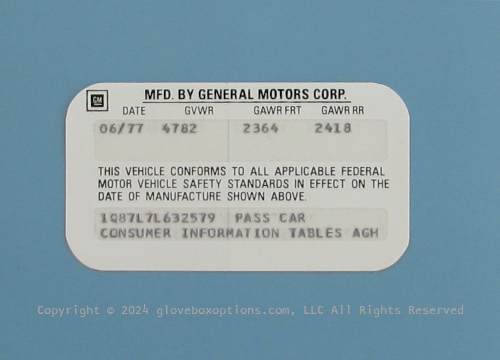 GM
MFD. BY GENERAL MOTORS CORP.
DATE GVWR GAWR FRT GAWR RR
06/77 4782 2364 2418
THIS VEHICLE CONFORMS TO ALL APPLICABLE FEDERAL
MOTOR VEHICLE SAFETY STANDARDS IN EFFECT ON THE
DATE OF MANUFACTURE SHOWN ABOVE.
1Q87L7L632579 PASS CAR
CONSUMER INFORMATION TABLES AGH
Copyright © 2024 gloveboxoptions.com, LLC All Rights Reserved